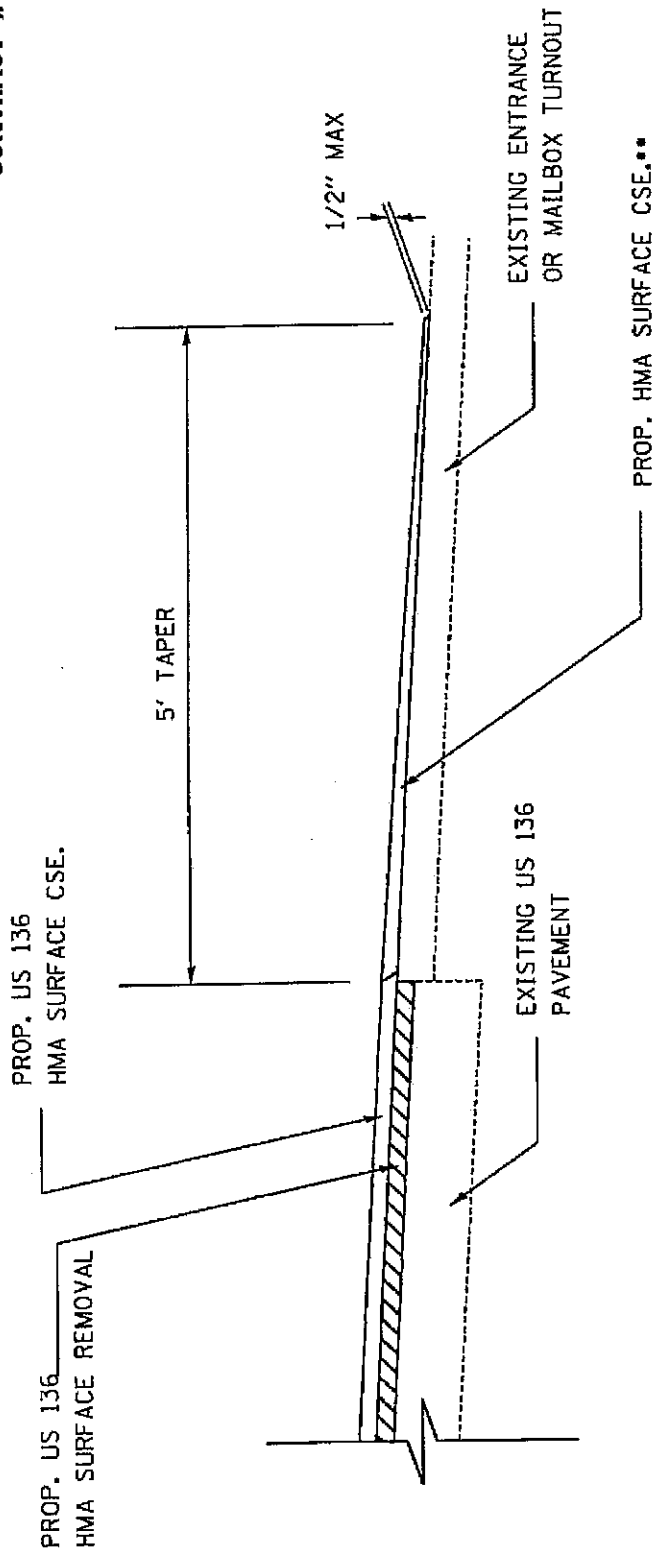 PROP. US 136
HMA SURFACE REMOVAL
PROP. US 136
HMA SURFACE CSE.
5' TAPER
1/2" MAX
EXISTING US 136
PAVEMENT
EXISTING ENTRANCE
OR MAILBOX TURNOUT
PROP. HMA SURFACE CSE.**